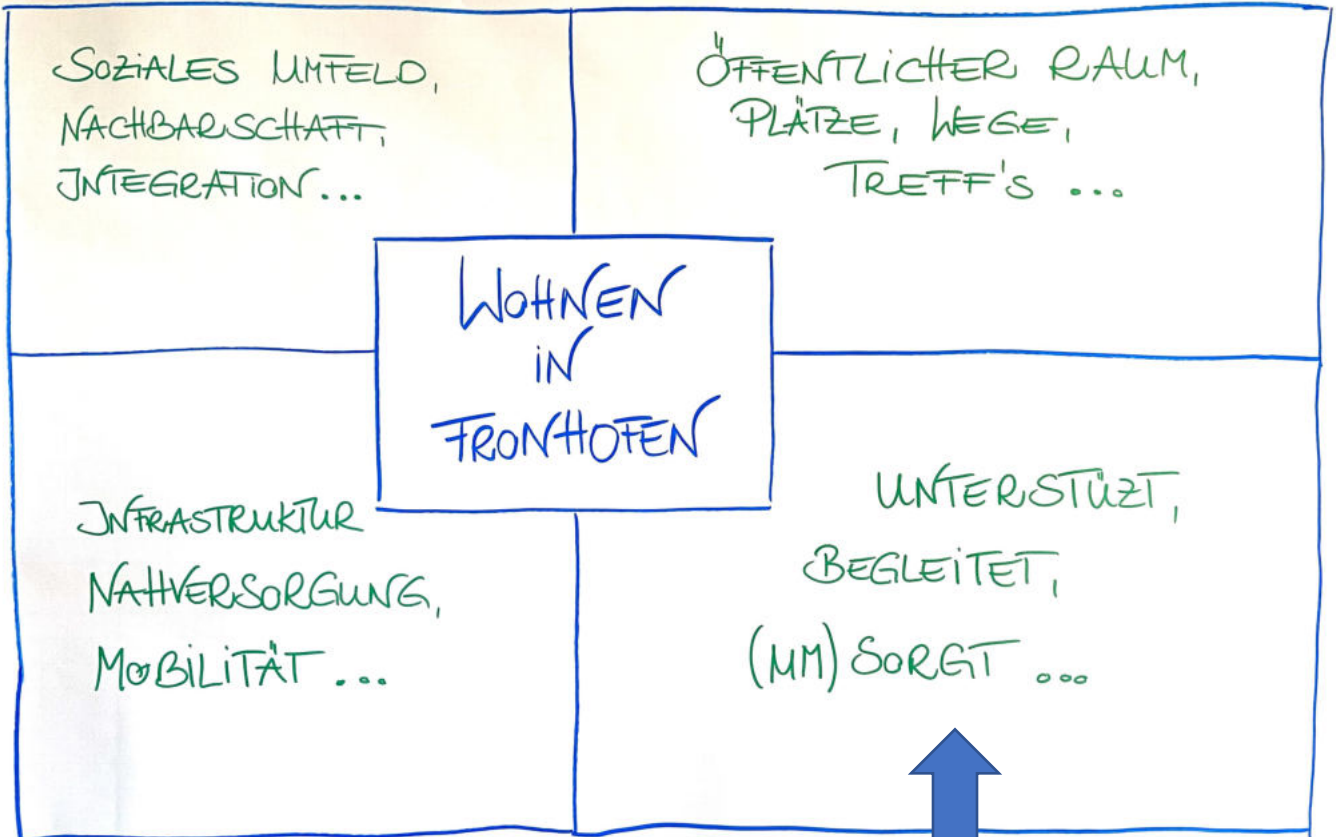 SOZIALES UMFELD,
NACHBARSCHAFT,
INTEGRATION...
ÖFFENTLICHER RAUM,
PLÄTZE, WEGE,
TREFF'S ...
WOHNEN
IN
FRONHOFEN
INFRASTRUKTUR
NAHVERSORGUNG,
MOBILITÄT ...
UNTERSTÜZT,
BEGLEITET,
(UM) SORGT ...